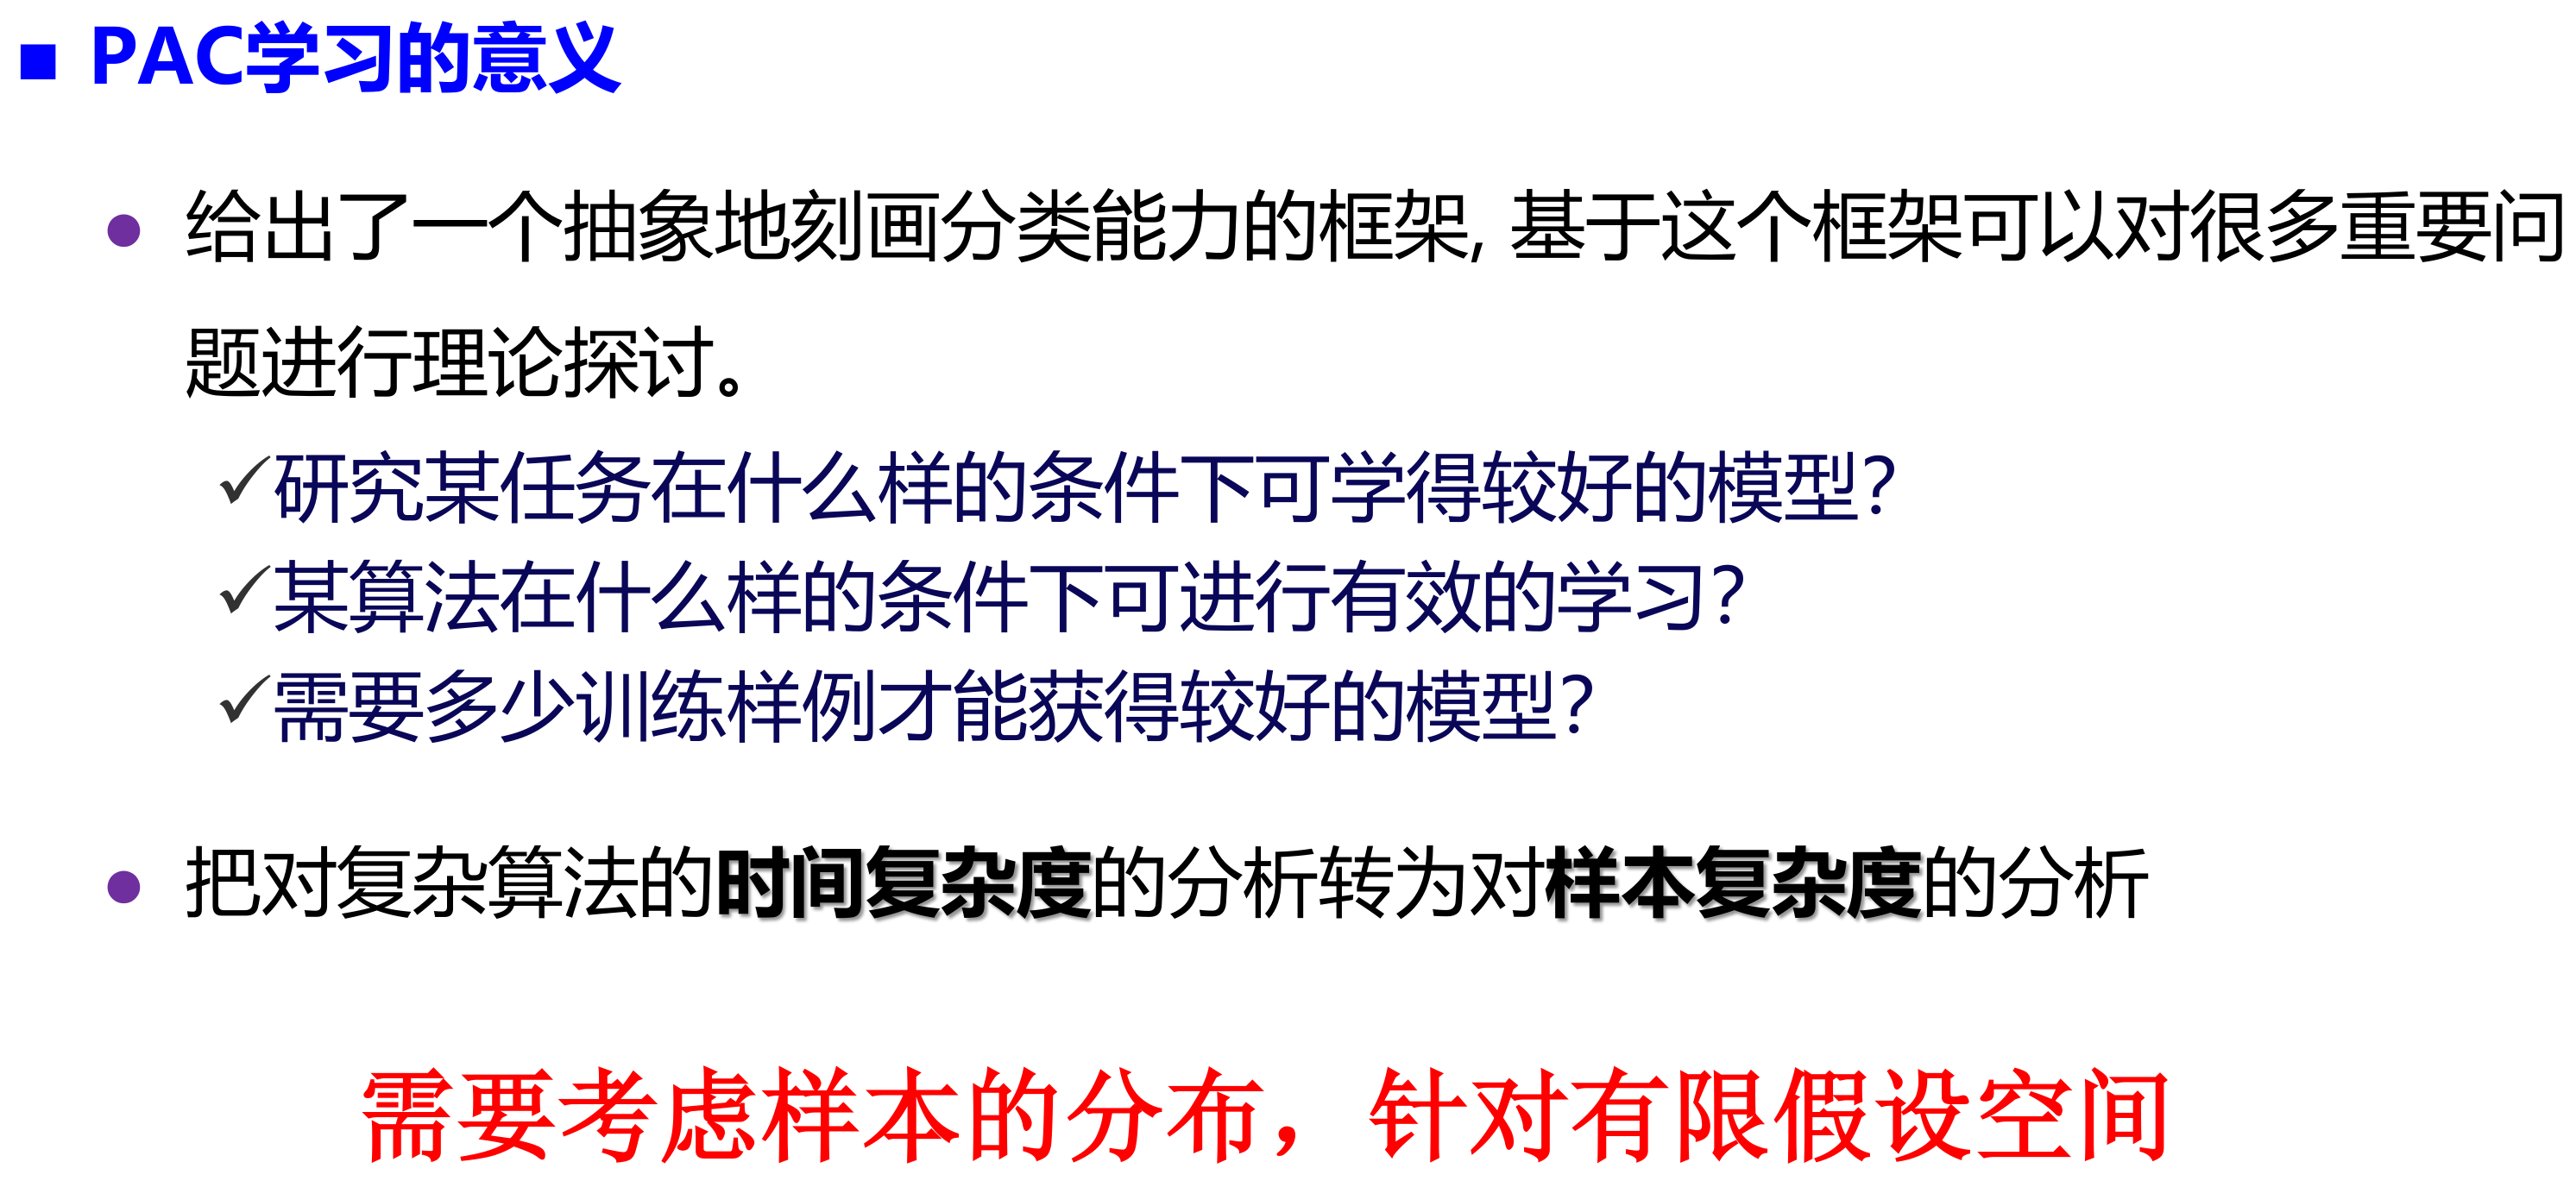 PAC学习的意义
给出了一个抽象地刻画分类能力的框架, 基于这个框架可以对很多重要问
题进行理论探讨。
研究某任务在什么样的条件下可学得较好的模型?
某算法在什么样的条件下可进行有效的学习?
需要多少训练样例才能获得较好的模型?
把对复杂算法的时间复杂度的分析转为对样本复杂度的分析
需要考虑样本的分布，针对有限假设空间